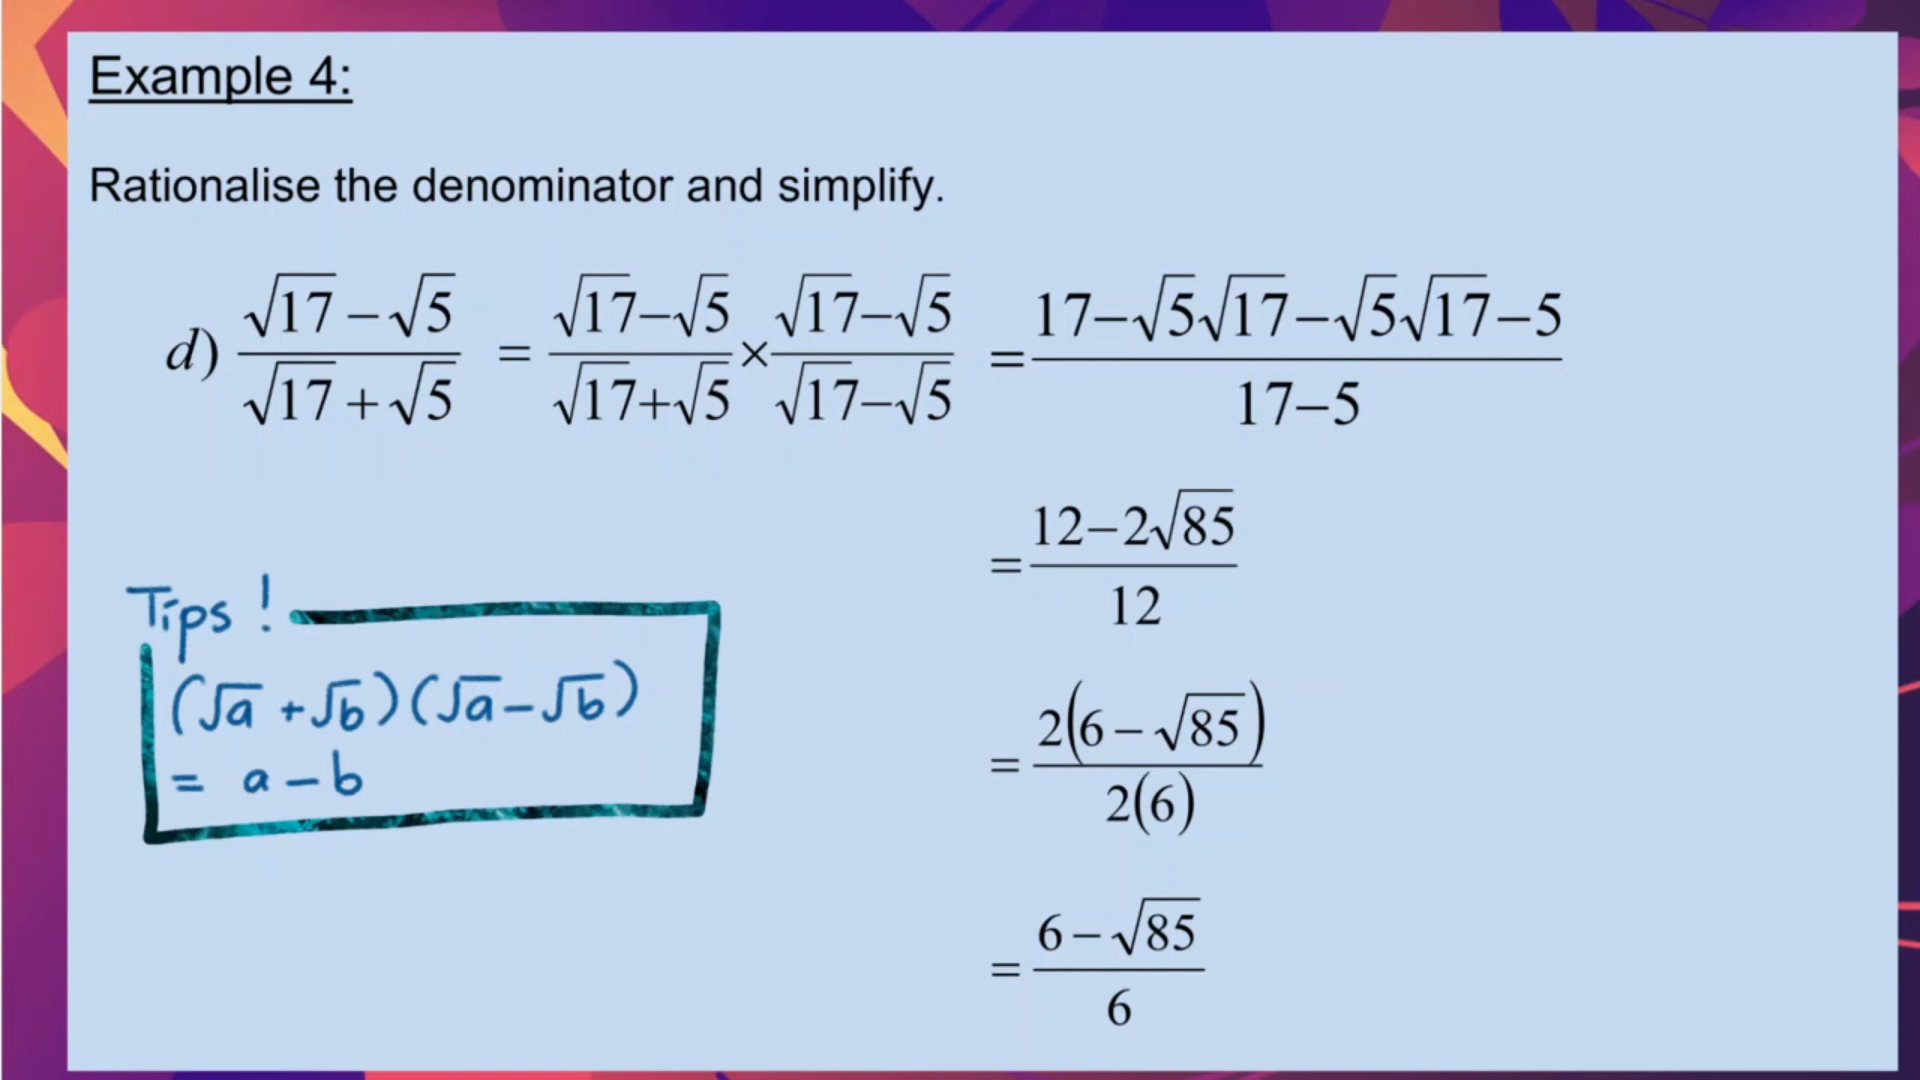 Example 4:
Rationalise the denominator and simplify.
d) (√17 − √5)/(√17 + √5) = (√17−√5)/(√17+√5) × (√17−√5)/(√17−√5) = (17−√5√17−√5√17−5)/(17−5)
= (12−2√85)/12
= 2(6 − √85)/2(6)
= (6 − √85)/6
Tips !
(√a + √b)(√a − √b)
= a − b